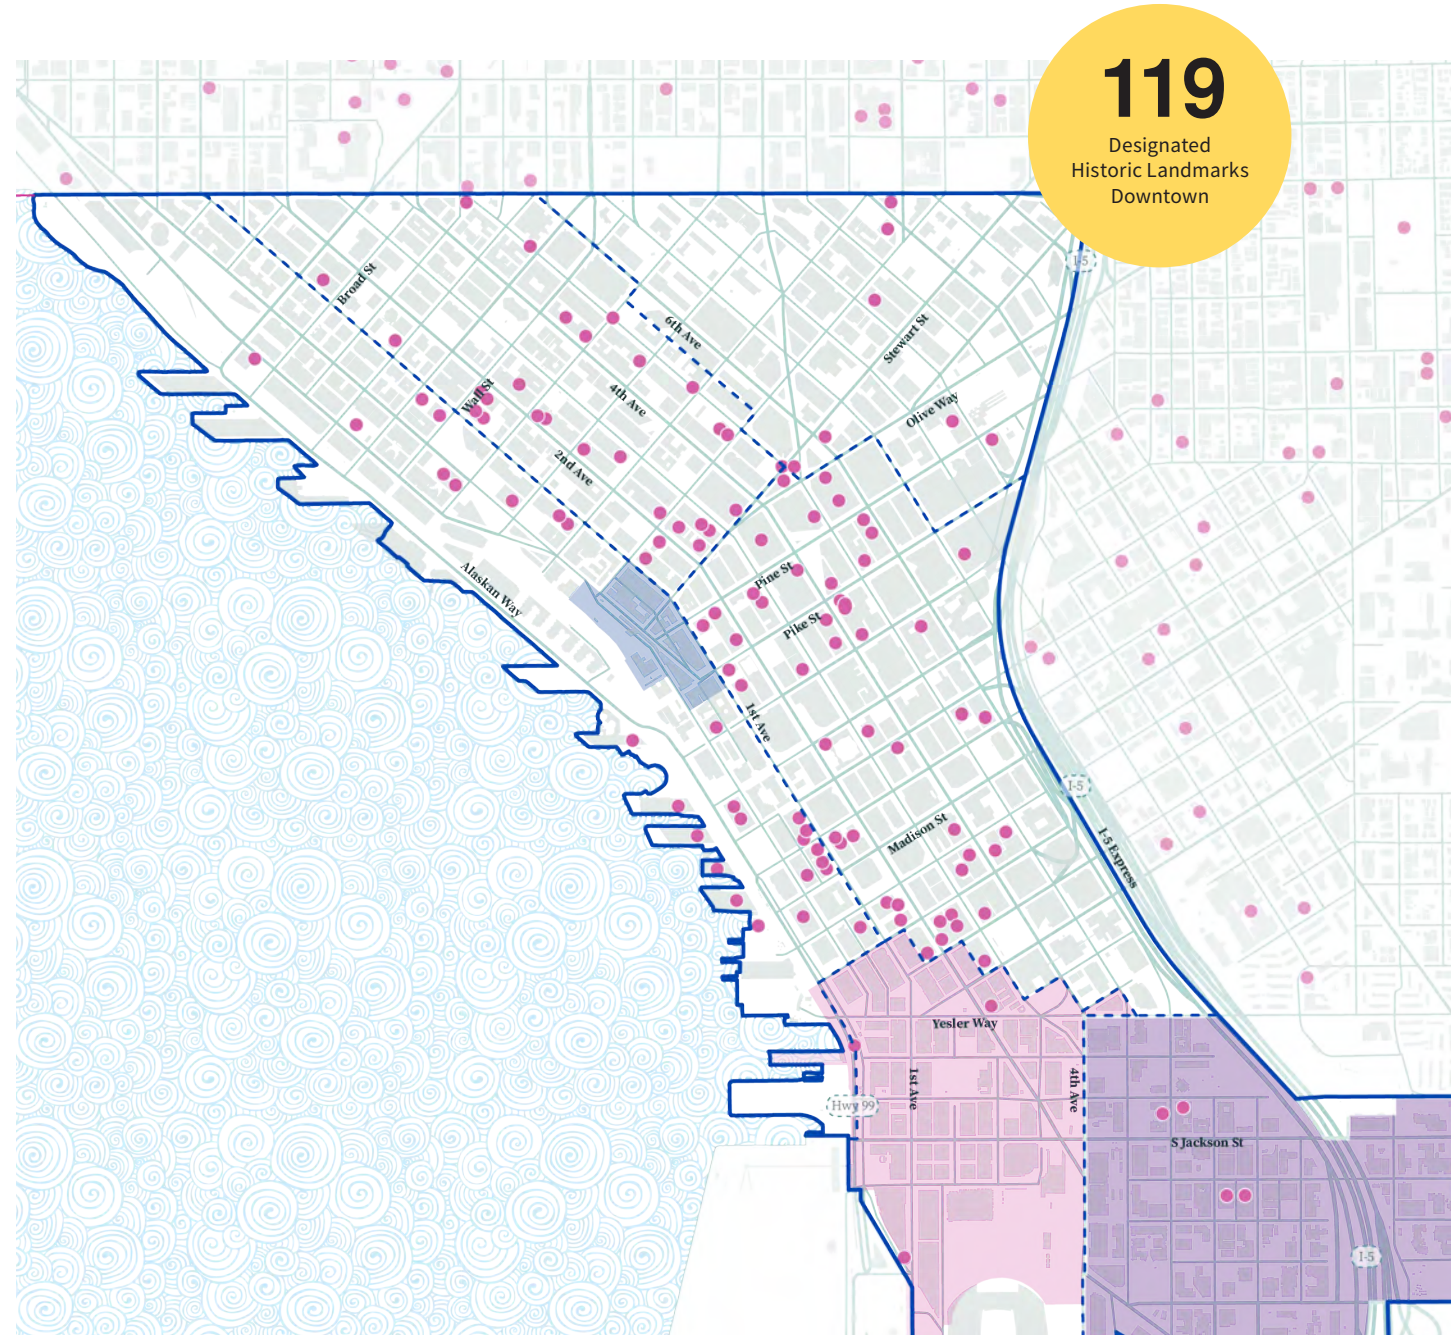 119
Designated
Historic Landmarks
Downtown
I-5
Broad St
6th Ave
Stewart St
Wall St
4th Ave
Olive Way
2nd Ave
Alaskan Way
Pine St
Pike St
1st Ave
I-5
Madison St
I-5 Express
Yesler Way
1st Ave
4th Ave
Hwy 99
S Jackson St
I-5